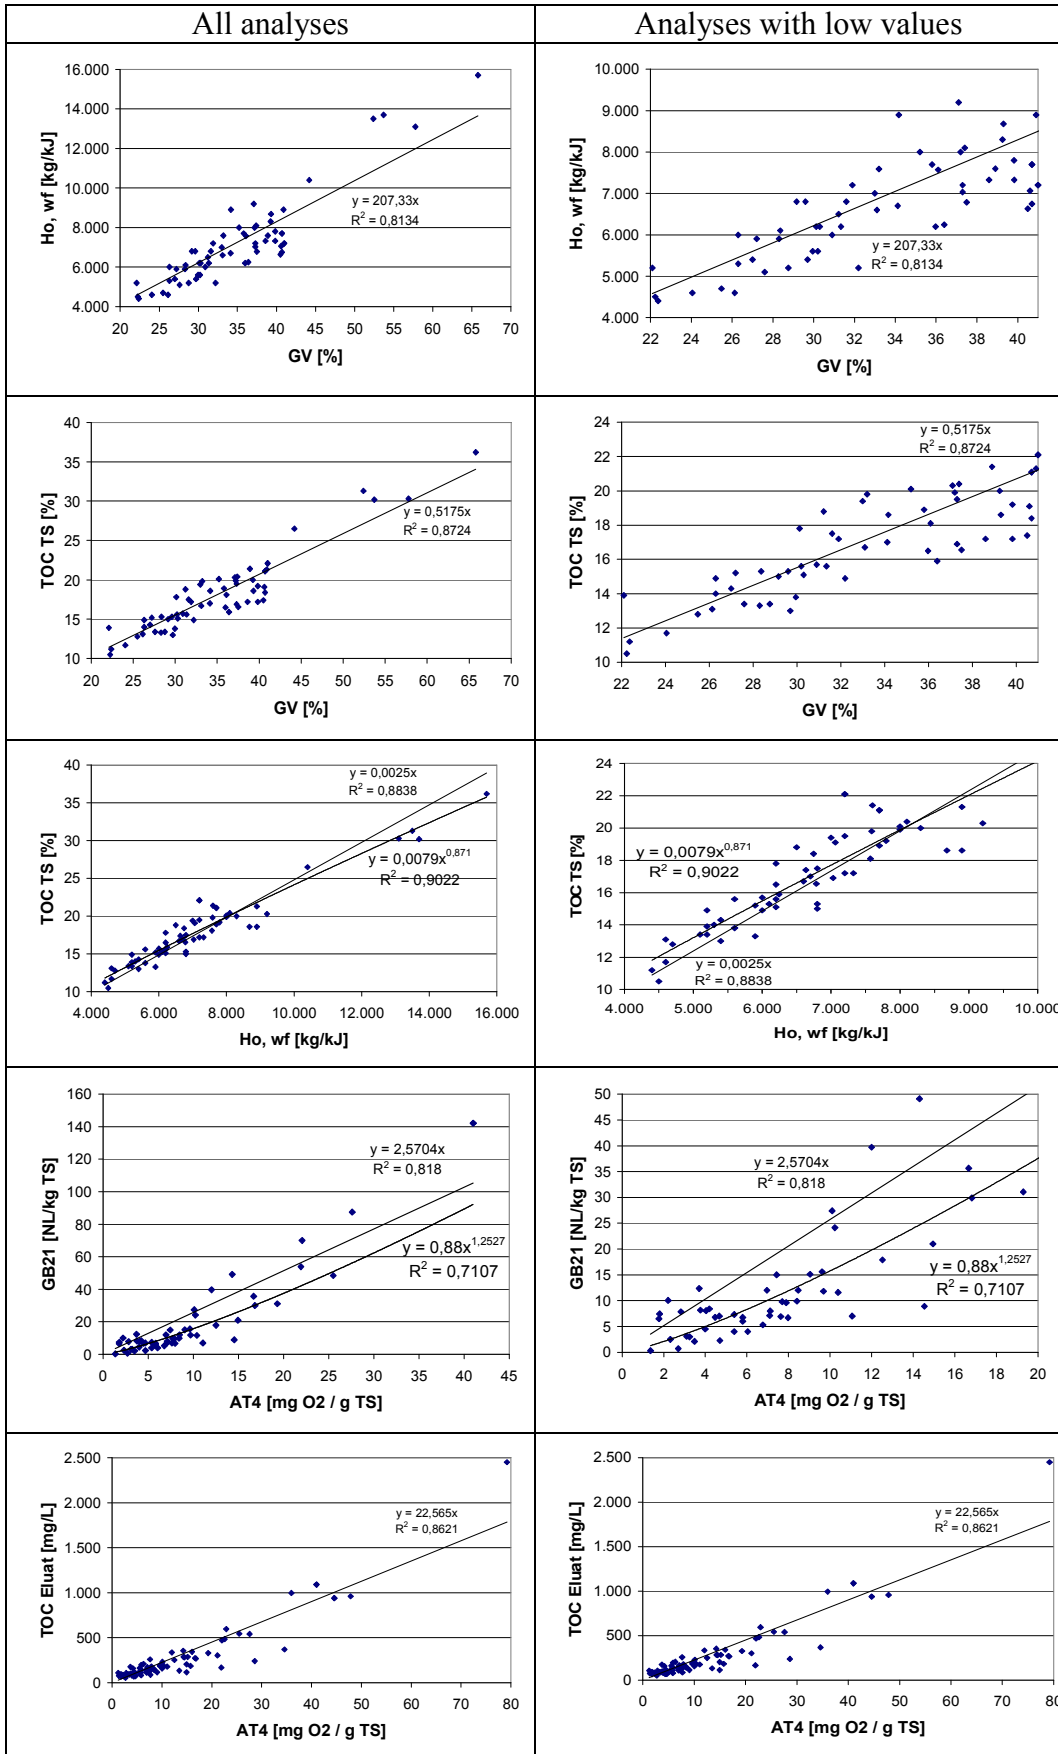 All analyses
Analyses with low values
16.000
14.000
12.000
10.000
8.000
6.000
4.000
Ho, wf [kg/kJ]
y = 207,33x
R² = 0,8134
20 25 30 35 40 45 50 55 60 65 70
GV [%]
10.000
9.000
8.000
7.000
6.000
5.000
4.000
Ho, wf [kg/kJ]
y = 207,33x
R² = 0,8134
22 24 26 28 30 32 34 36 38 40
GV [%]
40
35
30
25
20
15
10
TOC TS [%]
y = 0,5175x
R² = 0,8724
20 25 30 35 40 45 50 55 60 65 70
GV [%]
24
22
20
18
16
14
12
10
TOC TS [%]
y = 0,5175x
R² = 0,8724
22 24 26 28 30 32 34 36 38 40
GV [%]
40
35
30
25
20
15
10
TOC TS [%]
y = 0,0025x
R² = 0,8838
y = 0,0079x^0,871
R² = 0,9022
4.000 6.000 8.000 10.000 12.000 14.000 16.000
Ho, wf [kg/kJ]
24
22
20
18
16
14
12
10
TOC TS [%]
y = 0,0079x^0,871
R² = 0,9022
y = 0,0025x
R² = 0,8838
4.000 5.000 6.000 7.000 8.000 9.000 10.000
Ho, wf [kg/kJ]
160
140
120
100
80
60
40
20
0
GB21 [NL/kg TS]
y = 2,5704x
R² = 0,818
y = 0,88x^1,2527
R² = 0,7107
0 5 10 15 20 25 30 35 40 45
AT4 [mg O2 / g TS]
50
45
40
35
30
25
20
15
10
5
0
GB21 [NL/kg TS]
y = 2,5704x
R² = 0,818
y = 0,88x^1,2527
R² = 0,7107
0 2 4 6 8 10 12 14 16 18 20
AT4 [mg O2 / g TS]
2.500
2.000
1.500
1.000
500
0
TOC Eluat [mg/L]
y = 22,565x
R² = 0,8621
0 10 20 30 40 50 60 70 80
AT4 [mg O2 / g TS]
2.500
2.000
1.500
1.000
500
0
TOC Eluat [mg/L]
y = 22,565x
R² = 0,8621
0 10 20 30 40 50 60 70 80
AT4 [mg O2 / g TS]